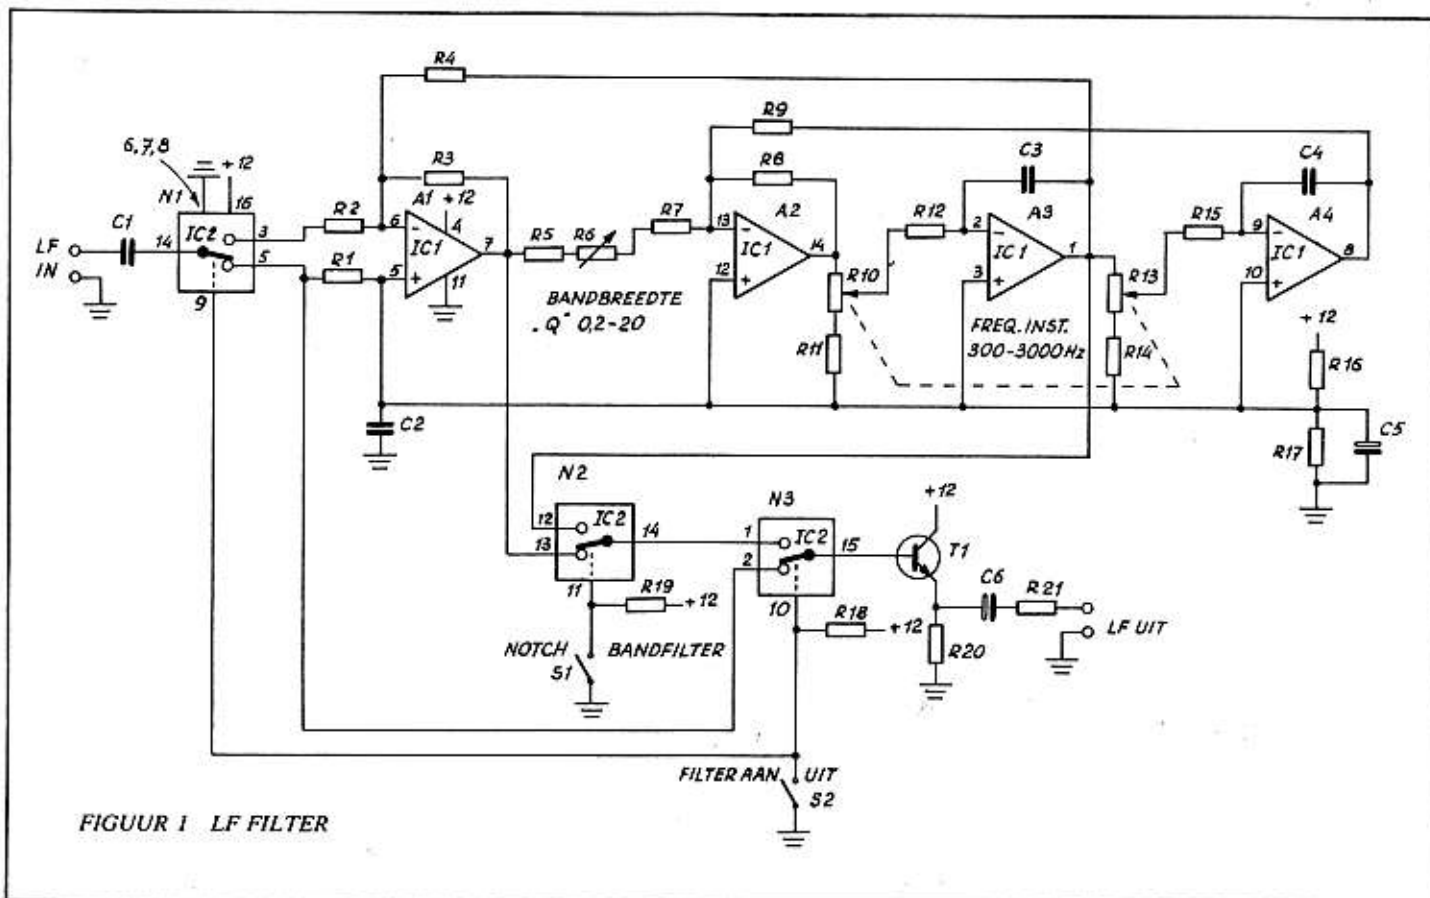 R4
R9
6,7,8
+12
R3
R8
C3
C4
N1
16
A1
+12
A2
A3
A4
C1
R2
6
4
R7
13
R12
2
R15
9
LF
14
IC2
3
IC1
7
R5
R6
IC1
14
IC1
1
IC1
8
IN
5
R1
5
11
12
R10
3
R13
10
9
BANDBREEDTE
„Q" 0,2-20
FREQ.INST.
300-3000Hz
+12
R11
R14
R16
C2
R17
C5
N2
N3
+12
12
IC2
14
1
IC2
15
T1
13
2
11
R19
+12
10
R18
+12
C6
R21
LF UIT
R20
NOTCH
BANDFILTER
S1
FILTER AAN
UIT
S2
FIGUUR 1 LF FILTER